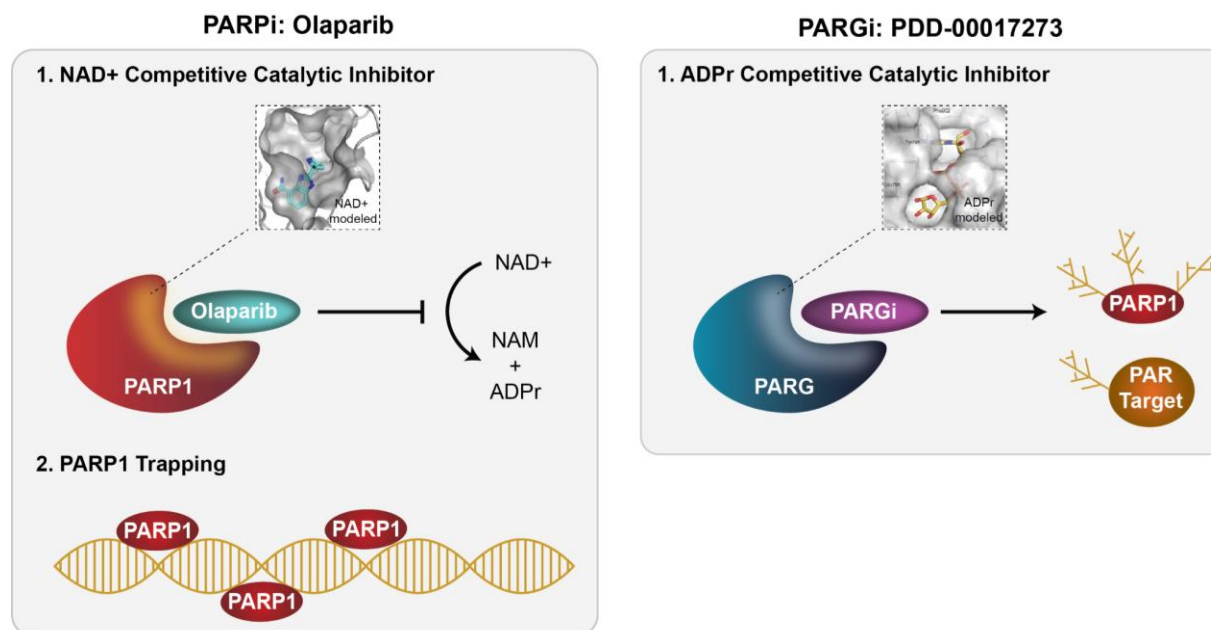 PARPi: Olaparib
1. NAD+ Competitive Catalytic Inhibitor
NAD+
modeled
Olaparib
PARP1
NAD+
NAM
+
ADPr
2. PARP1 Trapping
PARP1
PARP1
PARP1
PARGi: PDD-00017273
1. ADPr Competitive Catalytic Inhibitor
ADPr
modeled
PARGi
PARG
PARP1
PAR
Target